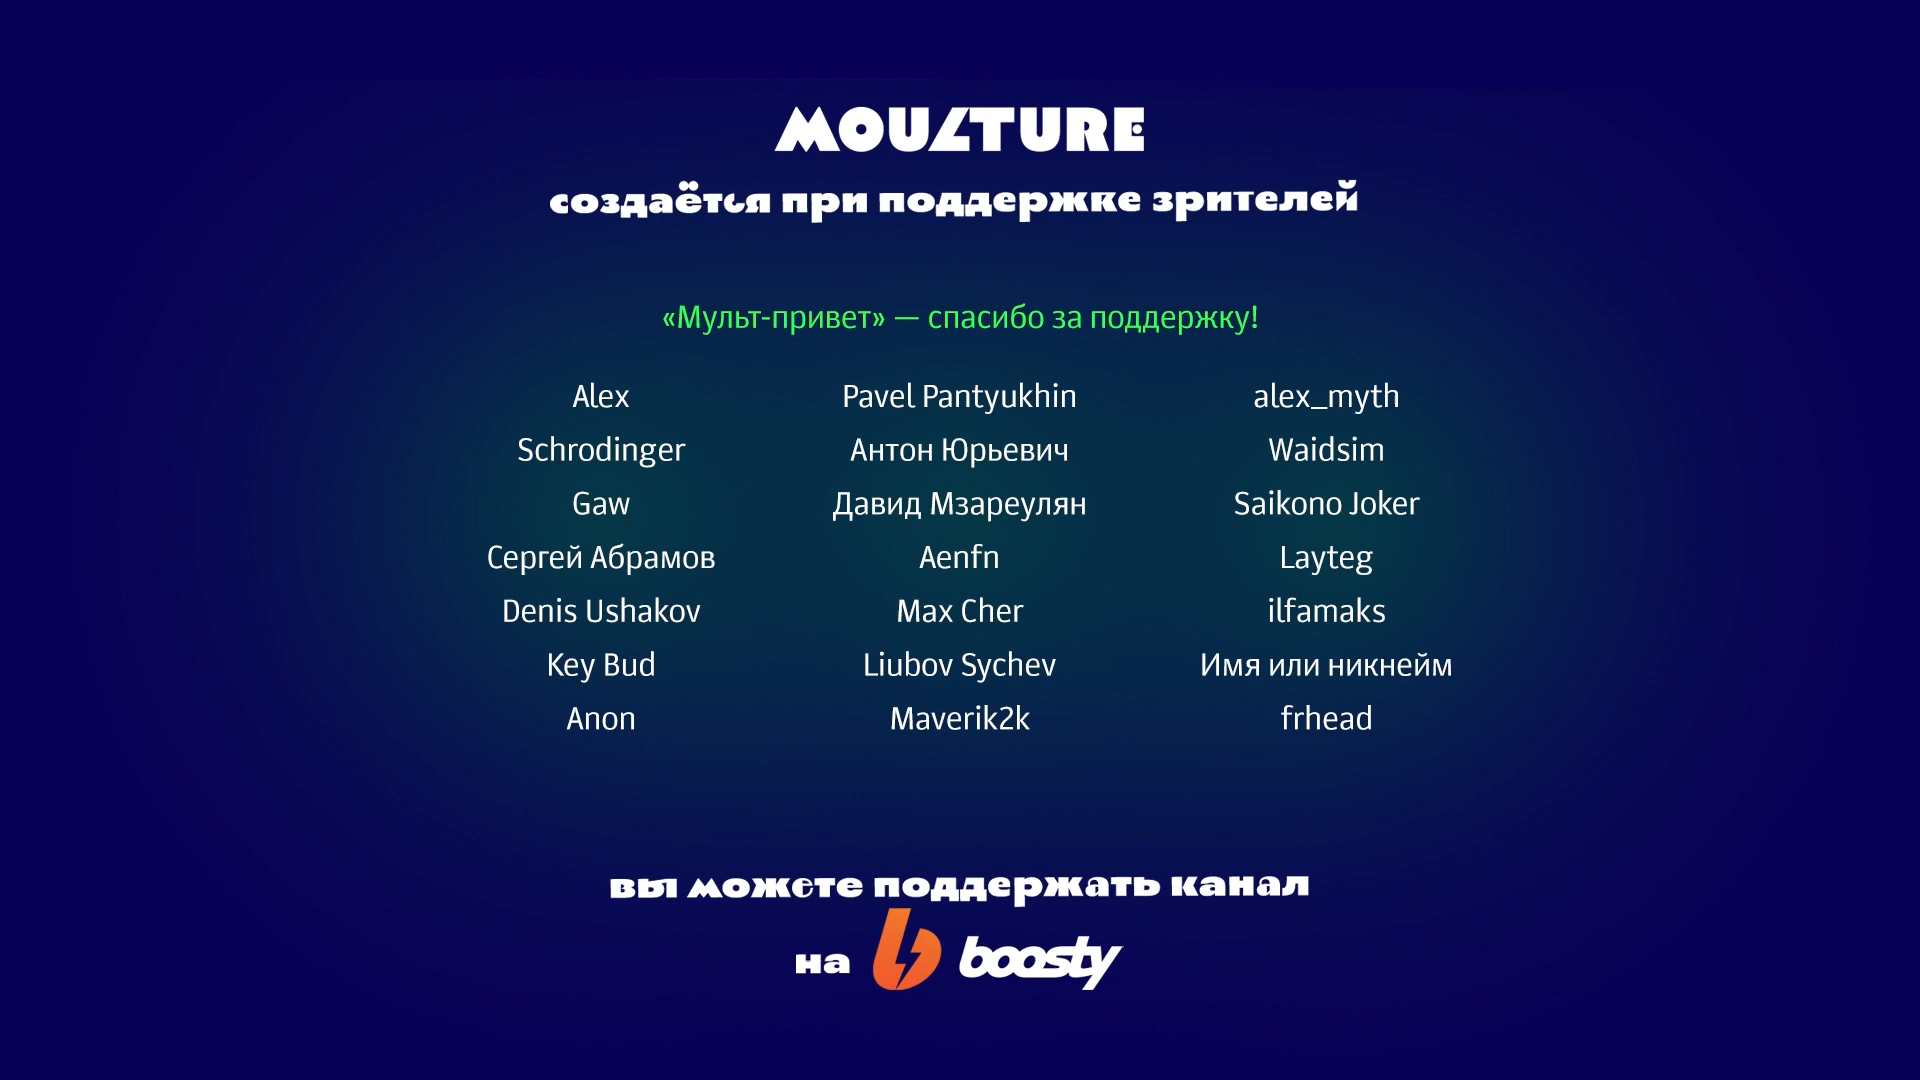 MOULTURE
создаётся при поддержке зрителей
«Мульт-привет» — спасибо за поддержку!
Alex
Pavel Pantyukhin
alex_myth
Schrodinger
Антон Юрьевич
Waidsim
Gaw
Давид Мзареулян
Saikono Joker
Сергей Абрамов
Aenfn
Layteg
Denis Ushakov
Max Cher
ilfamaks
Key Bud
Liubov Sychev
Имя или никнейм
Anon
Maverik2k
frhead
вы можете поддержать канал
на boosty